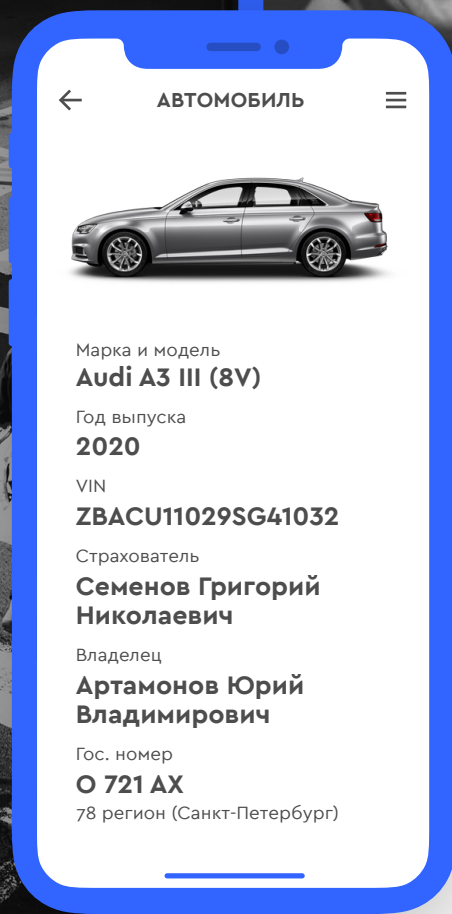 АВТОМОБИЛЬ
Марка и модель
Audi A3 III (8V)
Год выпуска
2020
VIN
ZBACU11029SG41032
Страхователь
Семенов Григорий
Николаевич
Владелец
Артамонов Юрий
Владимирович
Гос. номер
О 721 АХ
78 регион (Санкт-Петербург)